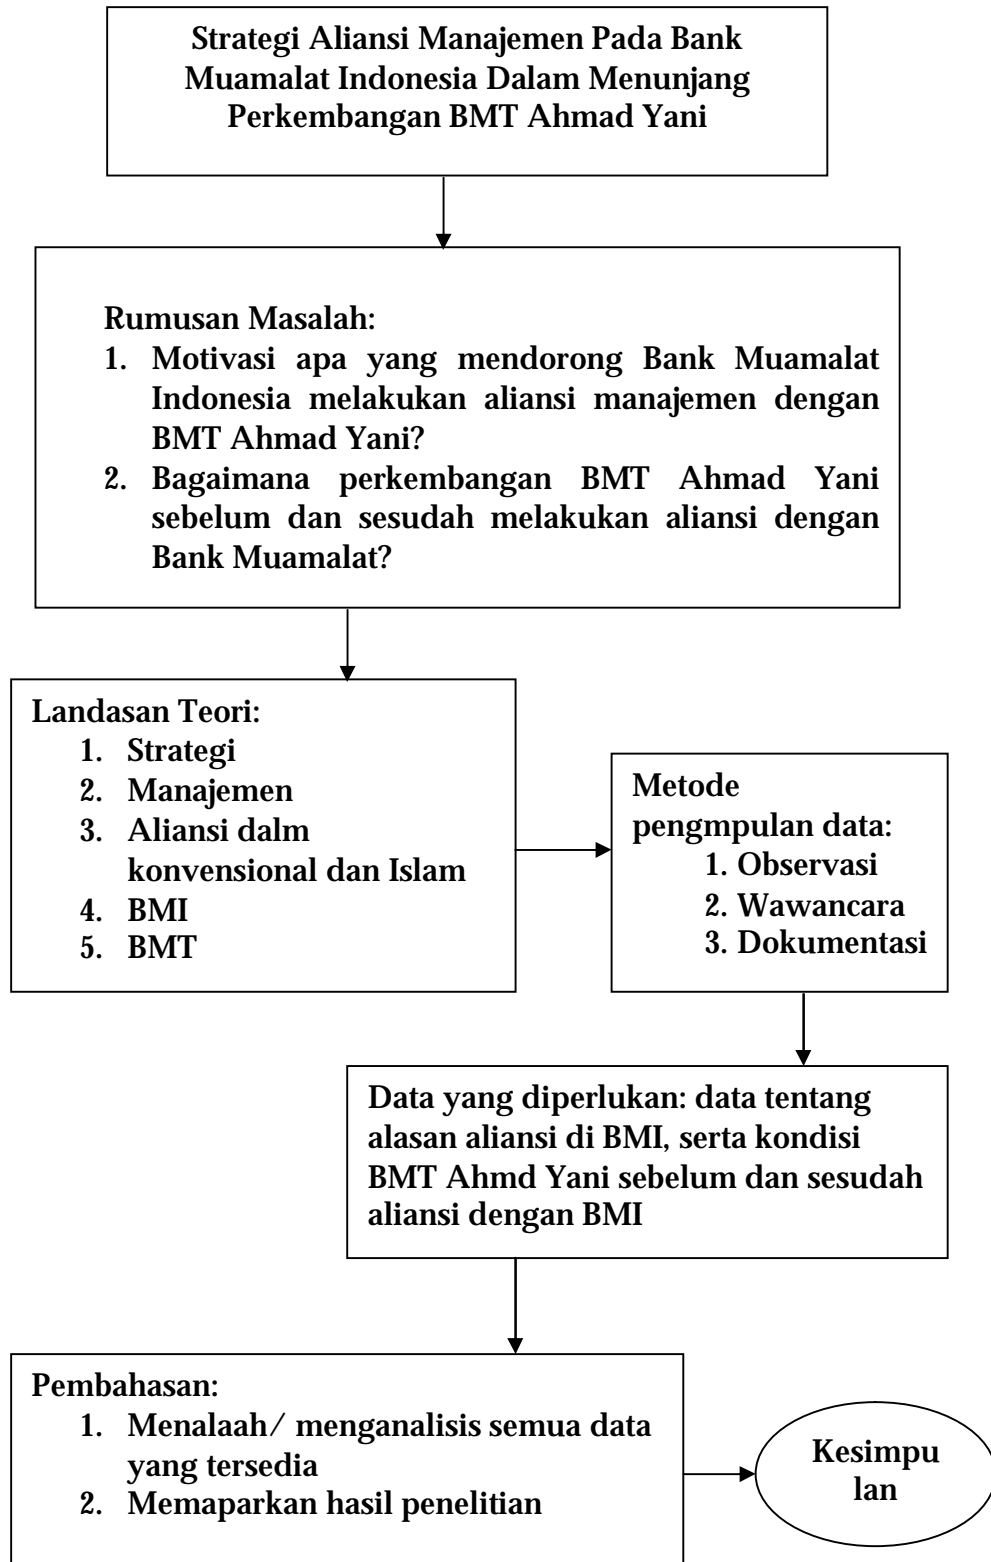 Strategi Aliansi Manajemen Pada Bank
Muamalat Indonesia Dalam Menunjang
Perkembangan BMT Ahmad Yani
Rumusan Masalah:
1. Motivasi apa yang mendorong Bank Muamalat
Indonesia melakukan aliansi manajemen dengan
BMT Ahmad Yani?
2. Bagaimana perkembangan BMT Ahmad Yani
sebelum dan sesudah melakukan aliansi dengan
Bank Muamalat?
Landasan Teori:
1. Strategi
2. Manajemen
3. Aliansi dalm
konvensional dan Islam
4. BMI
5. BMT
Metode
pengmpulan data:
1. Observasi
2. Wawancara
3. Dokumentasi
Data yang diperlukan: data tentang
alasan aliansi di BMI, serta kondisi
BMT Ahmd Yani sebelum dan sesudah
aliansi dengan BMI
Pembahasan:
1. Menalaah/ menganalisis semua data
yang tersedia
2. Memaparkan hasil penelitian
Kesimpu
lan